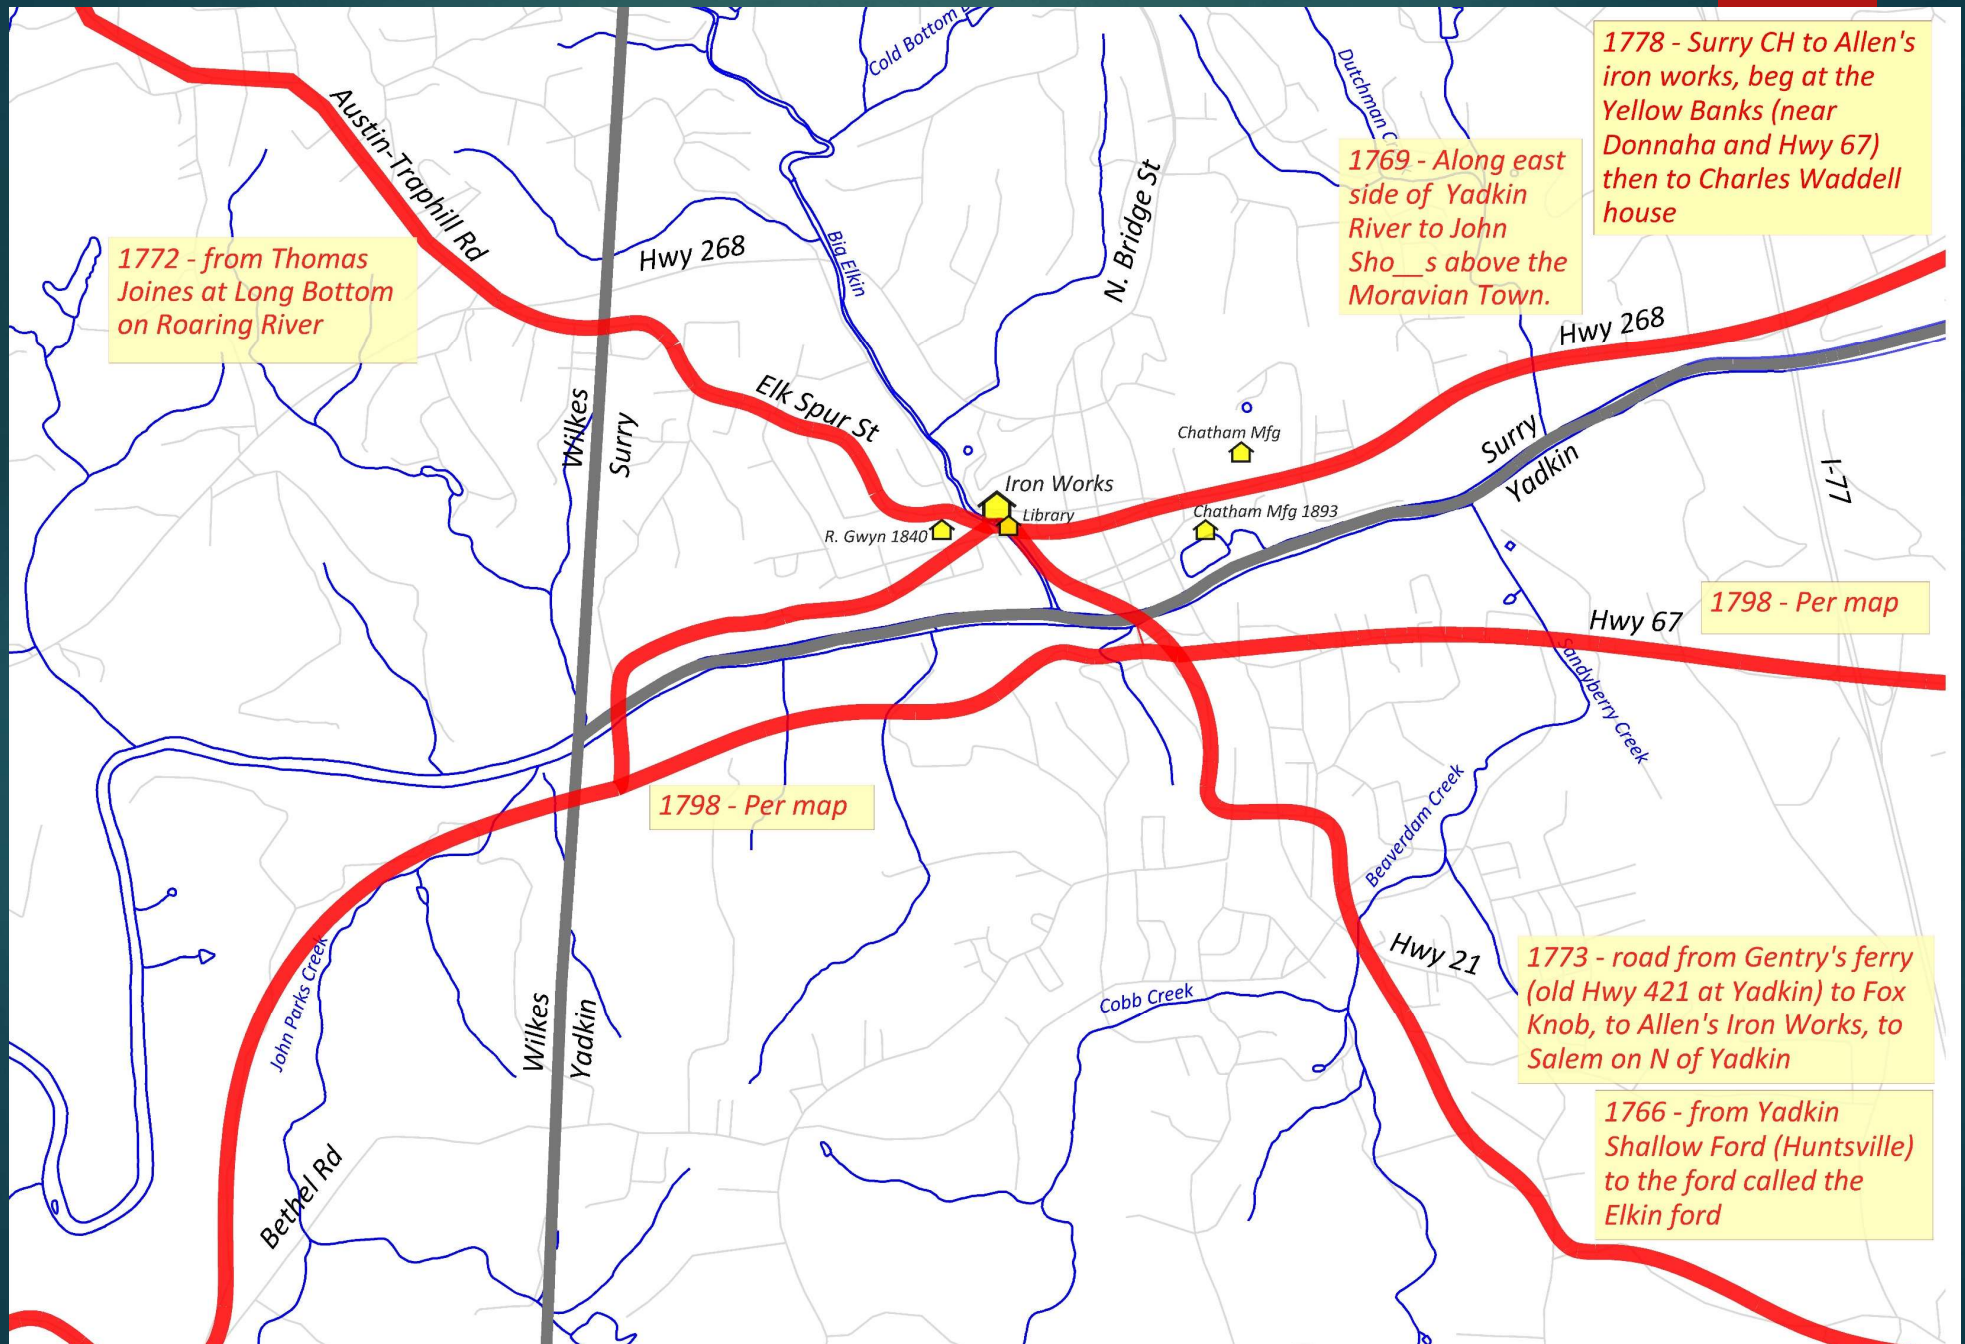 Cold Bottom
Dutchman C
1778 - Surry CH to Allen's
iron works, beg at the
Yellow Banks (near
Donnaha and Hwy 67)
then to Charles Waddell
house
Austin-Traphill Rd
1769 - Along east
side of Yadkin
River to John
Sho__s above the
Moravian Town.
N. Bridge St
1772 - from Thomas
Joines at Long Bottom
on Roaring River
Hwy 268
Big Elkin
Hwy 268
Elk Spur St
Wilkes
Surry
Chatham Mfg
Surry
Yadkin
I-77
Iron Works
Library
Chatham Mfg 1893
R. Gwyn 1840
1798 - Per map
Hwy 67
Sandyberry Creek
1798 - Per map
Beaverdam Creek
Hwy 21
John Parks Creek
1773 - road from Gentry's ferry
(old Hwy 421 at Yadkin) to Fox
Knob, to Allen's Iron Works, to
Salem on N of Yadkin
Cobb Creek
Wilkes
Yadkin
1766 - from Yadkin
Shallow Ford (Huntsville)
to the ford called the
Elkin ford
Bethel Rd